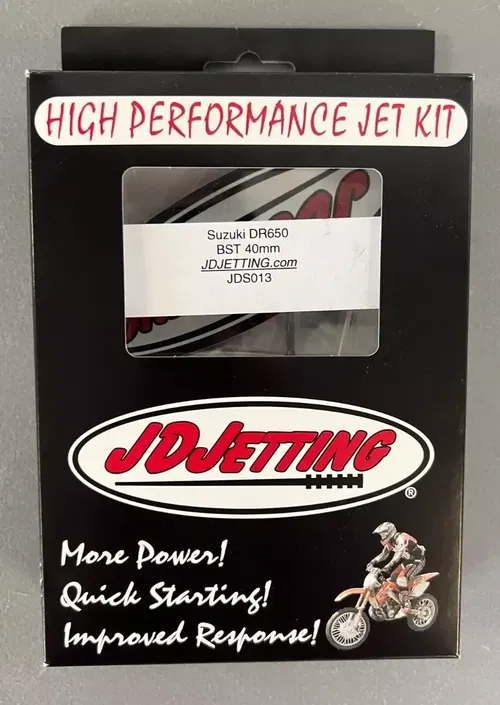 HIGH PERFORMANCE JET KIT
Suzuki DR650
BST 40mm
JDJETTING.com
JDS013
JDJETTING
®
More Power!
Quick Starting!
Improved Response!